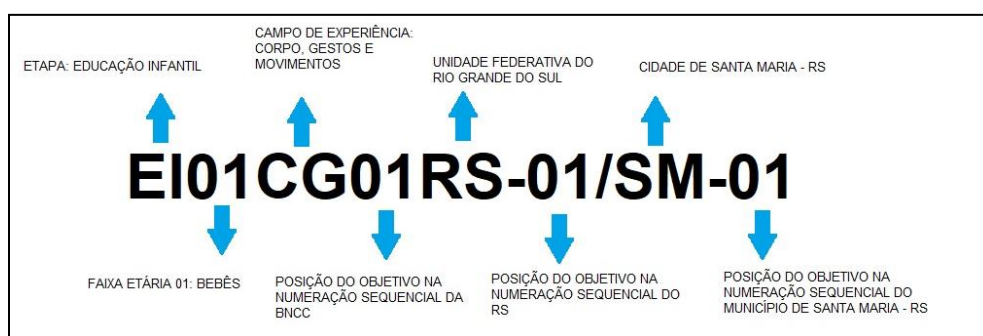 ETAPA: EDUCAÇÃO INFANTIL
CAMPO DE EXPERIÊNCIA:
CORPO, GESTOS E
MOVIMENTOS
UNIDADE FEDERATIVA DO
RIO GRANDE DO SUL
CIDADE DE SANTA MARIA - RS
EI01CG01RS-01/SM-01
FAIXA ETÁRIA 01: BEBÊS
POSIÇÃO DO OBJETIVO NA
NUMERAÇÃO SEQUENCIAL DA
BNCC
POSIÇÃO DO OBJETIVO NA
NUMERAÇÃO SEQUENCIAL DO
RS
POSIÇÃO DO OBJETIVO NA
NUMERAÇÃO SEQUENCIAL DO
MUNICÍPIO DE SANTA MARIA - RS